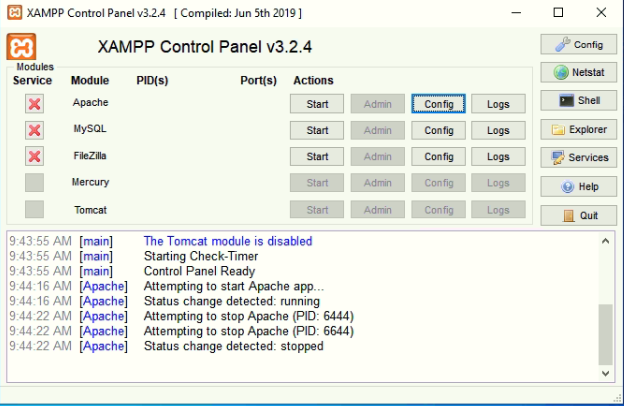 XAMPP Control Panel v3.2.4 [ Compiled: Jun 5th 2019 ]
XAMPP Control Panel v3.2.4
Config
Modules
Service Module PID(s) Port(s) Actions
Netstat
Apache Start Admin Config Logs
Shell
MySQL Start Admin Config Logs
Explorer
FileZilla Start Admin Config Logs
Services
Mercury Start Admin Config Logs
Help
Tomcat Start Admin Config Logs
Quit
9:43:55 AM [main] The Tomcat module is disabled
9:43:55 AM [main] Starting Check-Timer
9:43:55 AM [main] Control Panel Ready
9:44:16 AM [Apache] Attempting to start Apache app...
9:44:16 AM [Apache] Status change detected: running
9:44:22 AM [Apache] Attempting to stop Apache (PID: 6444)
9:44:22 AM [Apache] Attempting to stop Apache (PID: 6644)
9:44:22 AM [Apache] Status change detected: stopped